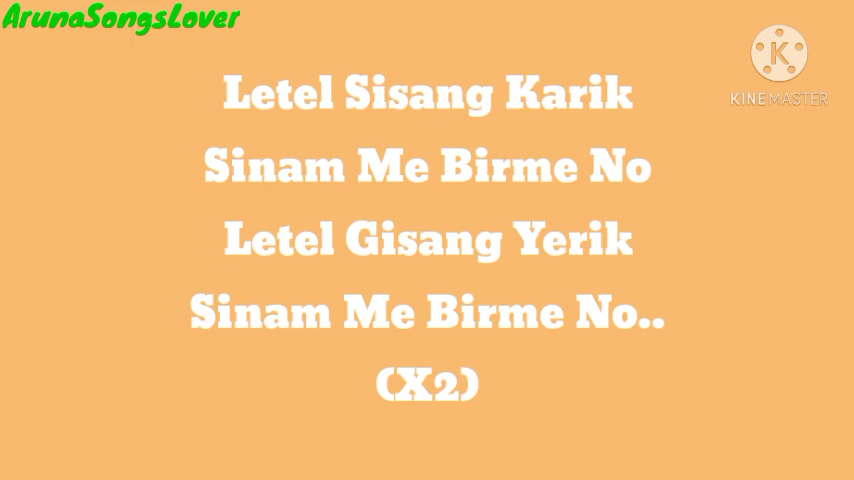 ArunaSongsLover
KINEMASTER
Letel Sisang Karik
Sinam Me Birme No
Letel Gisang Yerik
Sinam Me Birme No..
(X2)